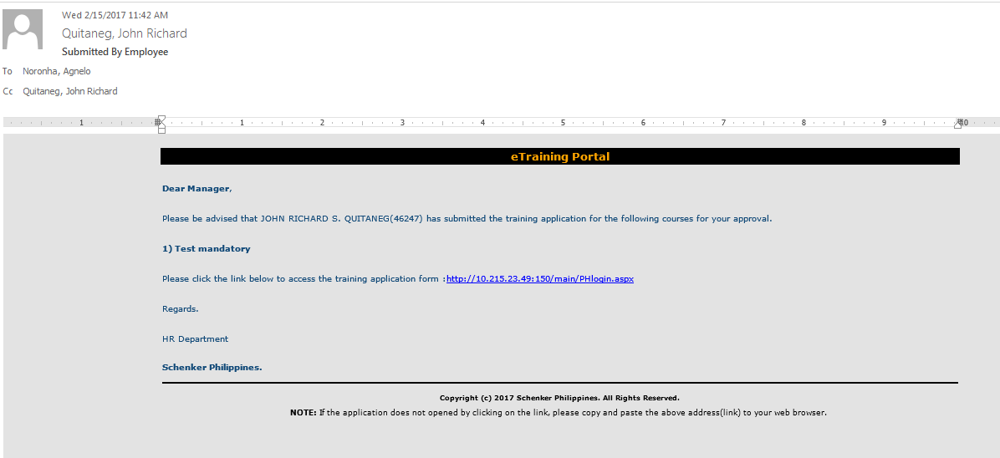 Wed 2/15/2017 11:42 AM
Quitaneg, John Richard
Submitted By Employee
To Noronha, Agnelo
Cc Quitaneg, John Richard
1 1 2 3 4 5 6 7 8 9 10
eTraining Portal
Dear Manager,
Please be advised that JOHN RICHARD S. QUITANEG(46247) has submitted the training application for the following courses for your approval.
1) Test mandatory
Please click the link below to access the training application form :http://10.215.23.49:150/main/PHlogin.aspx
Regards.
HR Department
Schenker Philippines.
Copyright (c) 2017 Schenker Philippines. All Rights Reserved.
NOTE: If the application does not opened by clicking on the link, please copy and paste the above address(link) to your web browser.